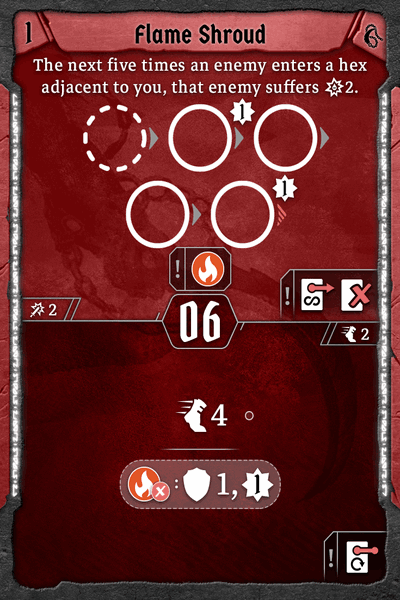 1 Flame Shroud
The next five times an enemy enters a hex
adjacent to you, that enemy suffers 2.
1
1
!
!
06
2
2
4
: 1, 1
!